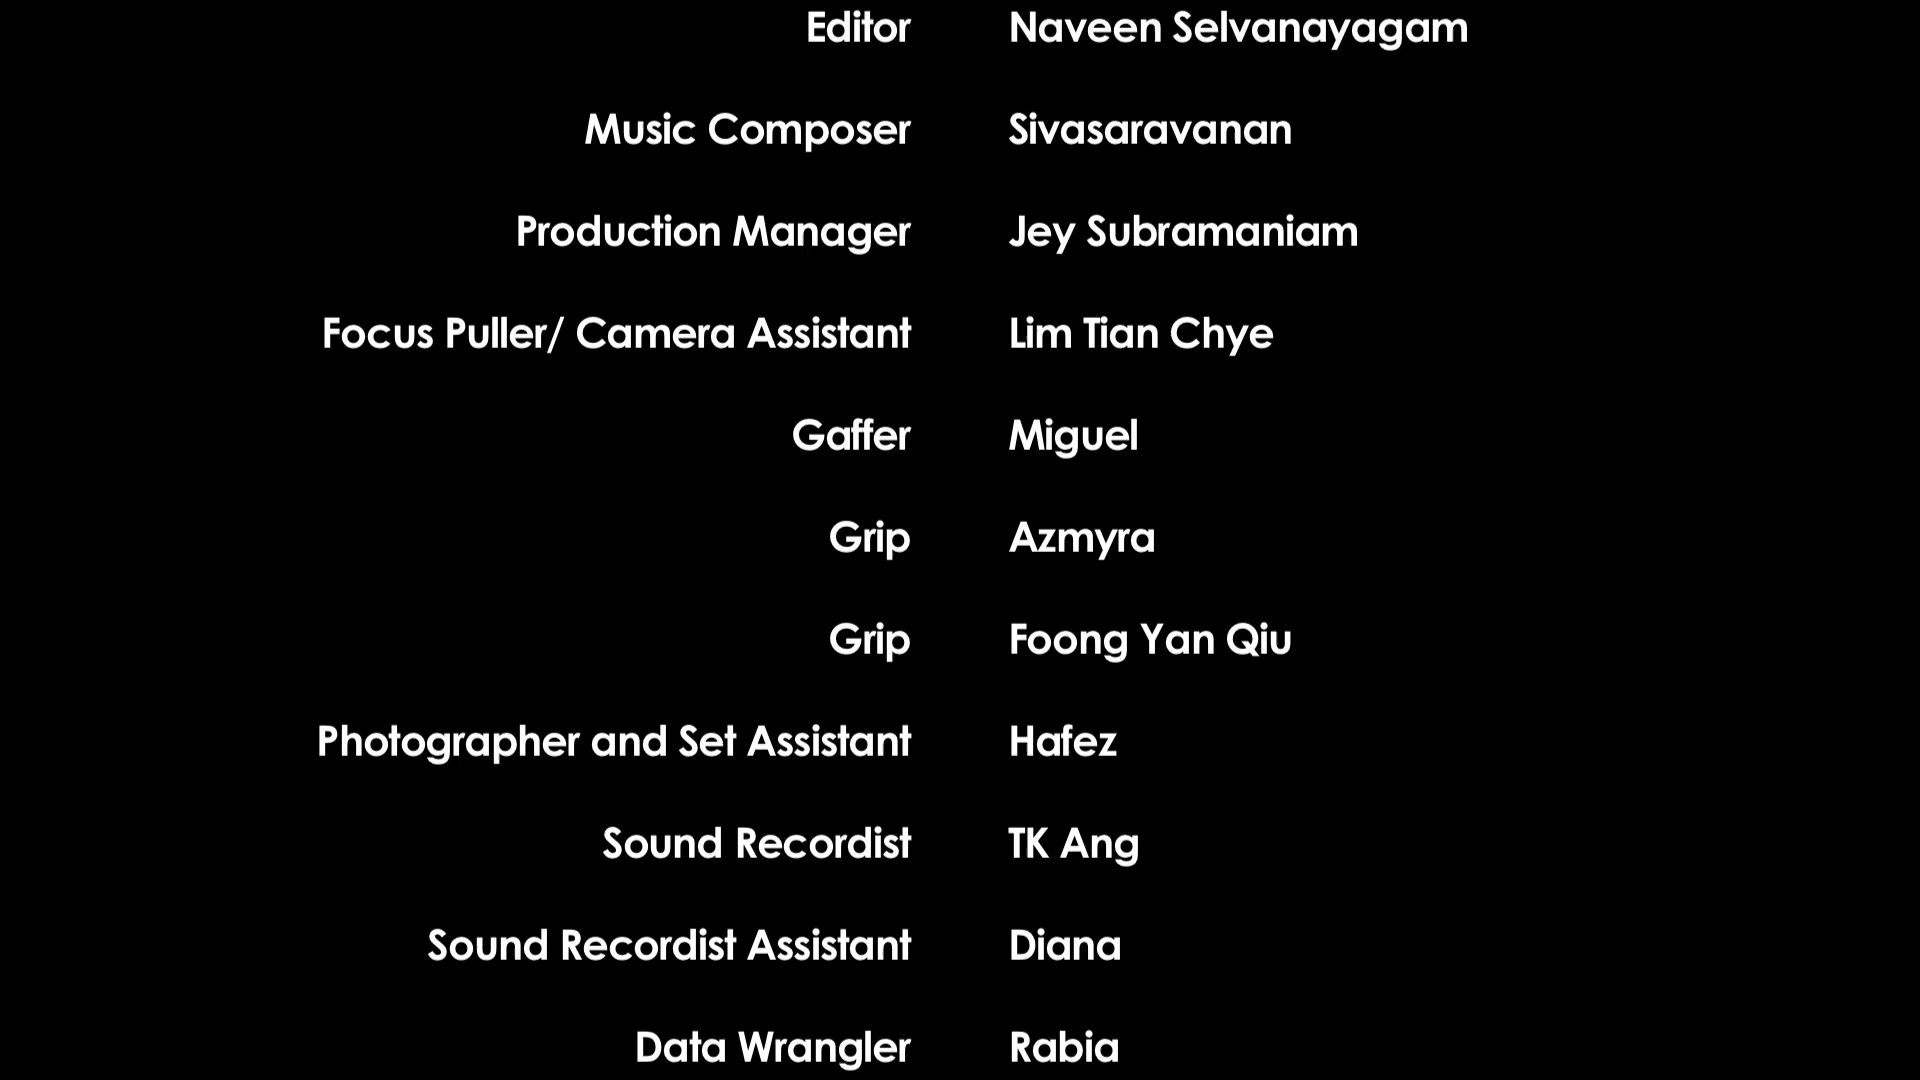 Editor Naveen Selvanayagam
Music Composer Sivasaravanan
Production Manager Jey Subramaniam
Focus Puller/ Camera Assistant Lim Tian Chye
Gaffer Miguel
Grip Azmyra
Grip Foong Yan Qiu
Photographer and Set Assistant Hafez
Sound Recordist TK Ang
Sound Recordist Assistant Diana
Data Wrangler Rabia